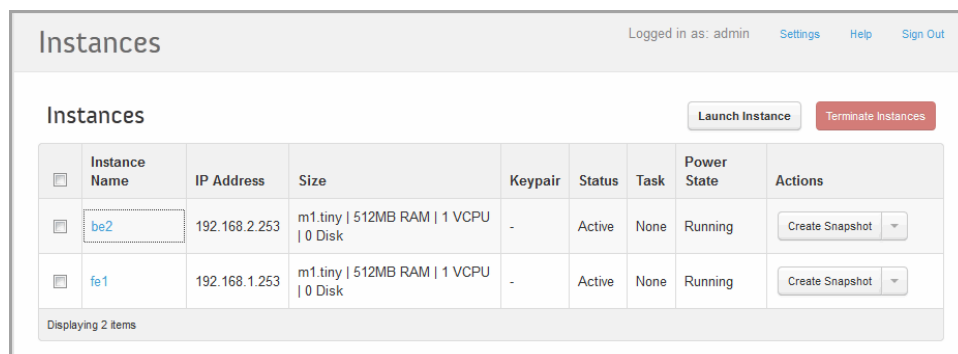 Instances
Logged in as: admin Settings Help Sign Out
Instances
Launch Instance Terminate Instances
Instance Name IP Address Size Keypair Status Task Power State Actions
be2 192.168.2.253 m1.tiny | 512MB RAM | 1 VCPU | 0 Disk - Active None Running Create Snapshot
fe1 192.168.1.253 m1.tiny | 512MB RAM | 1 VCPU | 0 Disk - Active None Running Create Snapshot
Displaying 2 items